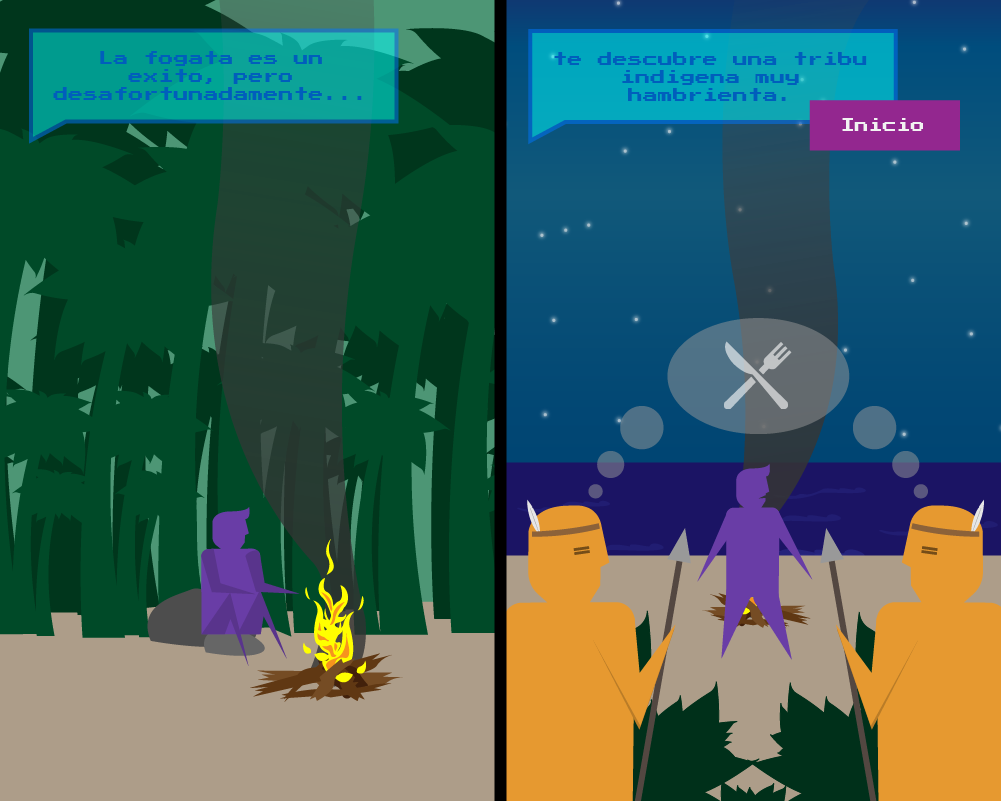 La fogata es un
exito, pero
desafortunadamente...
te descubre una tribu
indigena muy
hambrienta.
Inicio